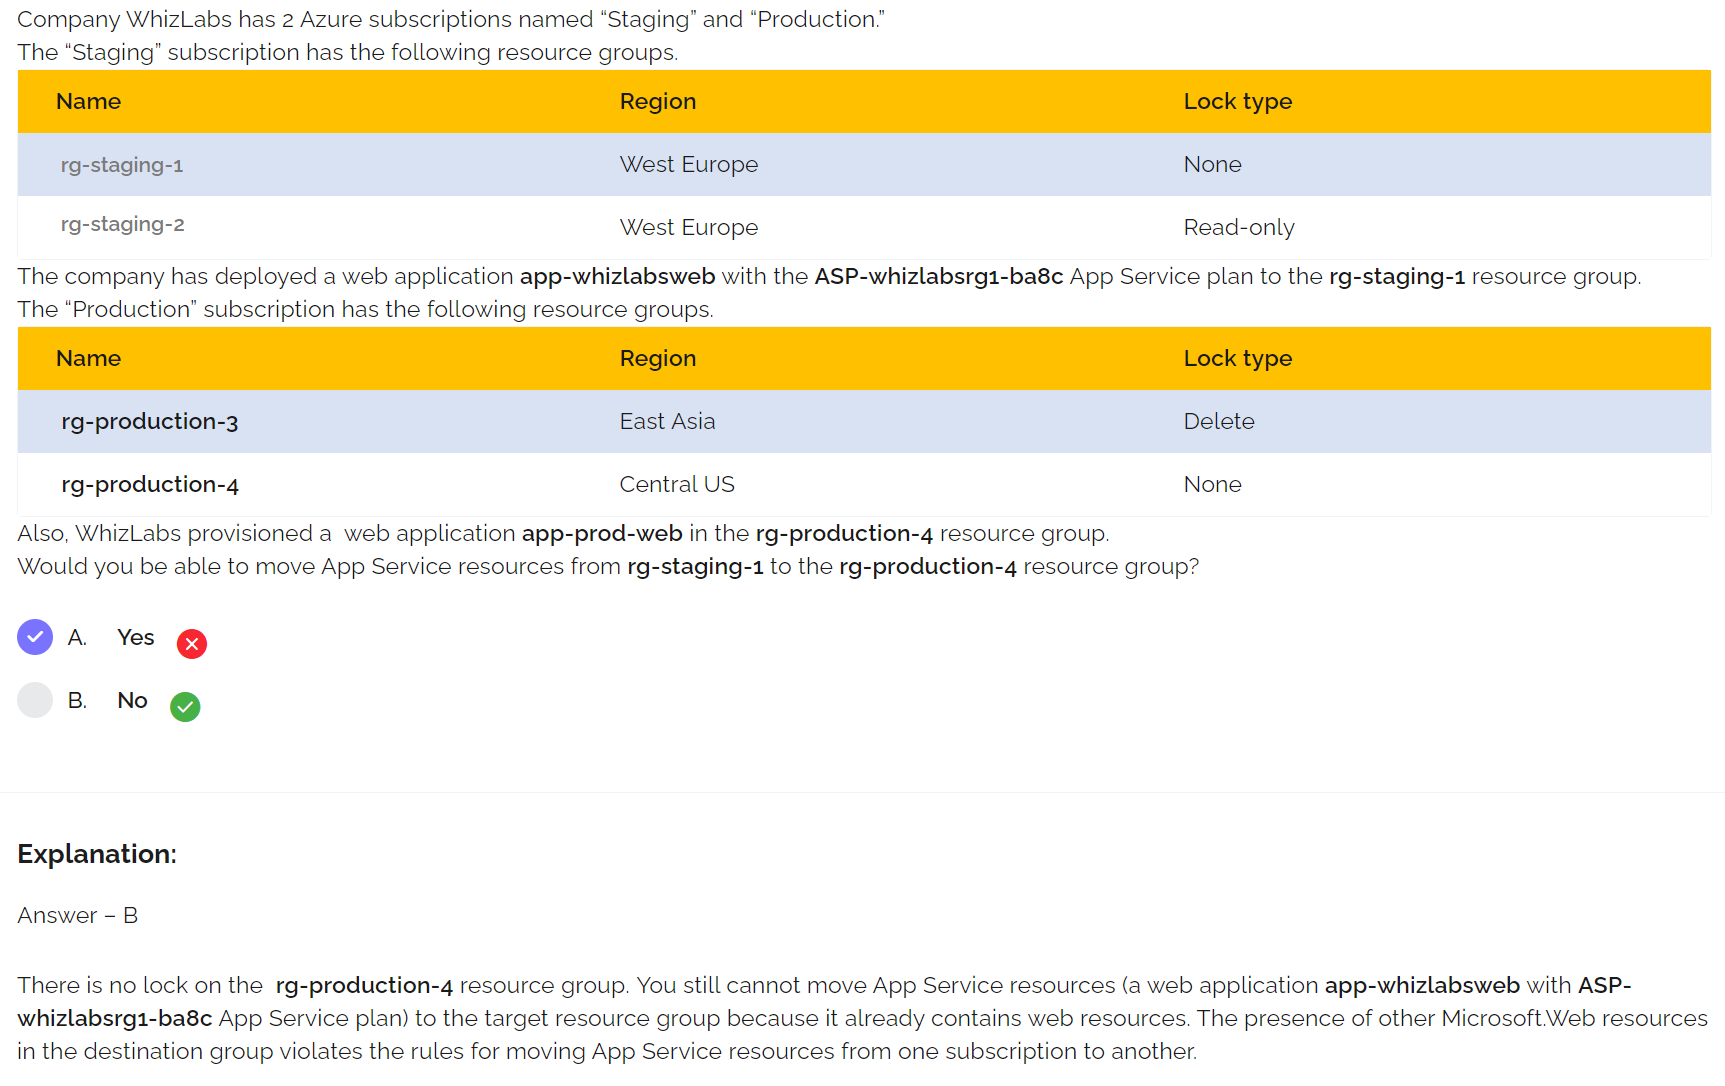 Company WhizLabs has 2 Azure subscriptions named “Staging” and “Production.”
The “Staging” subscription has the following resource groups.
Name Region Lock type
rg-staging-1 West Europe None
rg-staging-2 West Europe Read-only
The company has deployed a web application app-whizlabsweb with the ASP-whizlabsrg1-ba8c App Service plan to the rg-staging-1 resource group.
The “Production” subscription has the following resource groups.
Name Region Lock type
rg-production-3 East Asia Delete
rg-production-4 Central US None
Also, WhizLabs provisioned a  web application app-prod-web in the rg-production-4 resource group.
Would you be able to move App Service resources from rg-staging-1 to the rg-production-4 resource group?
A. Yes
B. No
Explanation:
Answer – B
There is no lock on the  rg-production-4 resource group. You still cannot move App Service resources (a web application app-whizlabsweb with ASP-
whizlabsrg1-ba8c App Service plan) to the target resource group because it already contains web resources. The presence of other Microsoft.Web resources
in the destination group violates the rules for moving App Service resources from one subscription to another.